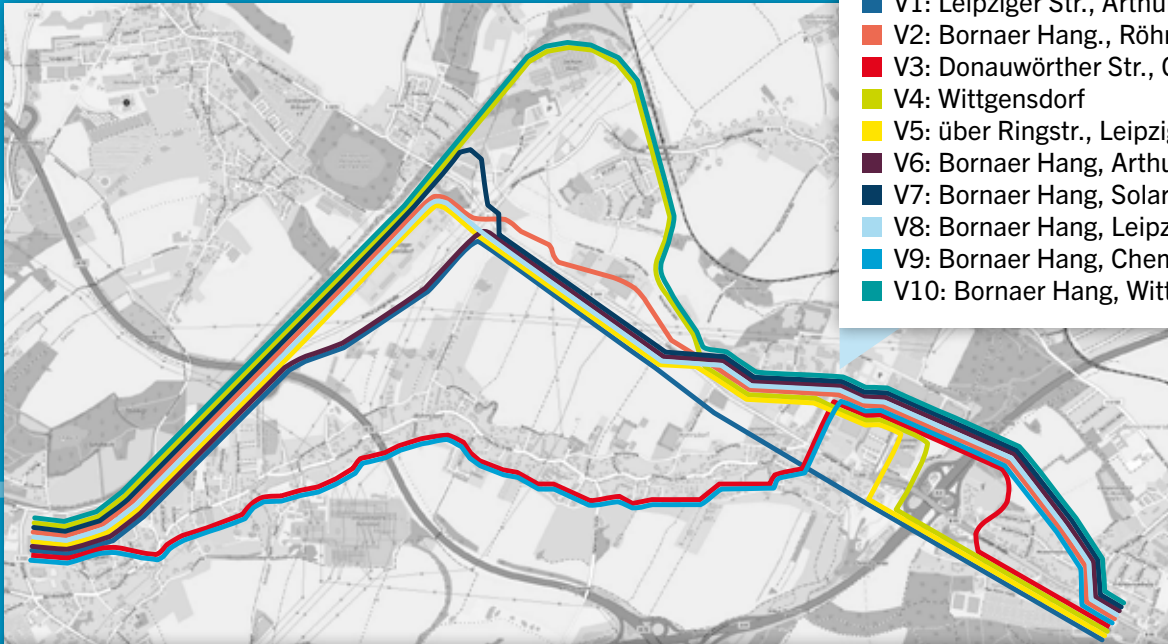 V1: Leipziger Str., Arthu
V2: Bornaer Hang., Röhr
V3: Donauwörther Str., C
V4: Wittgensdorf
V5: über Ringstr., Leipzig
V6: Bornaer Hang, Arthu
V7: Bornaer Hang, Solar
V8: Bornaer Hang, Leipz
V9: Bornaer Hang, Chen
V10: Bornaer Hang, Witt